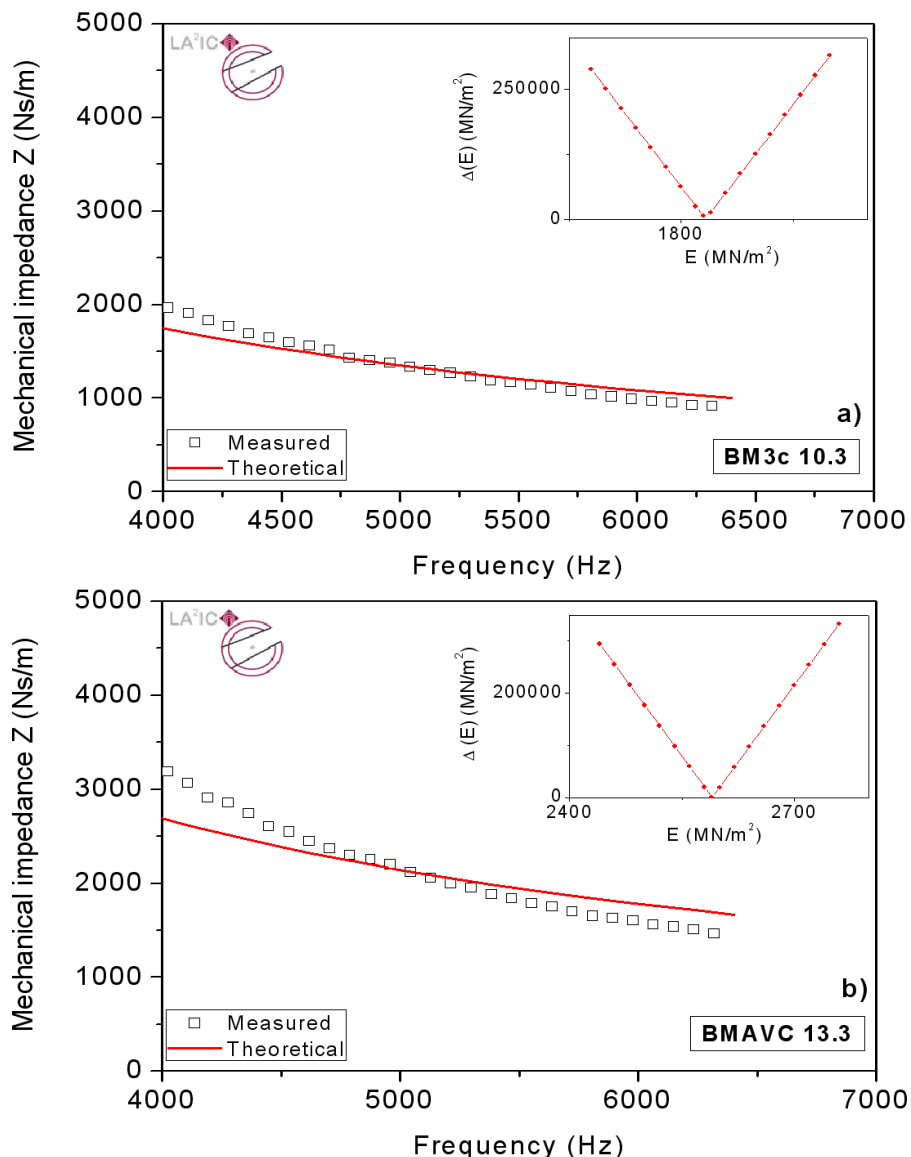 5000
4000
3000
2000
1000
0
Mechanical impedance Z (Ns/m)
LA²IC
250000
0
Δ(E) (MN/m²)
1800
E (MN/m²)
a)
Measured
Theoretical
BM3c 10.3
4000 4500 5000 5500 6000 6500 7000
Frequency (Hz)
5000
4000
3000
2000
1000
0
Mechanical impedance Z (Ns/m)
LA²IC
200000
0
Δ (E) (MN/m²)
2400 2700
E (MN/m²)
b)
Measured
Theoretical
BMAVC 13.3
4000 5000 6000 7000
Frequency (Hz)